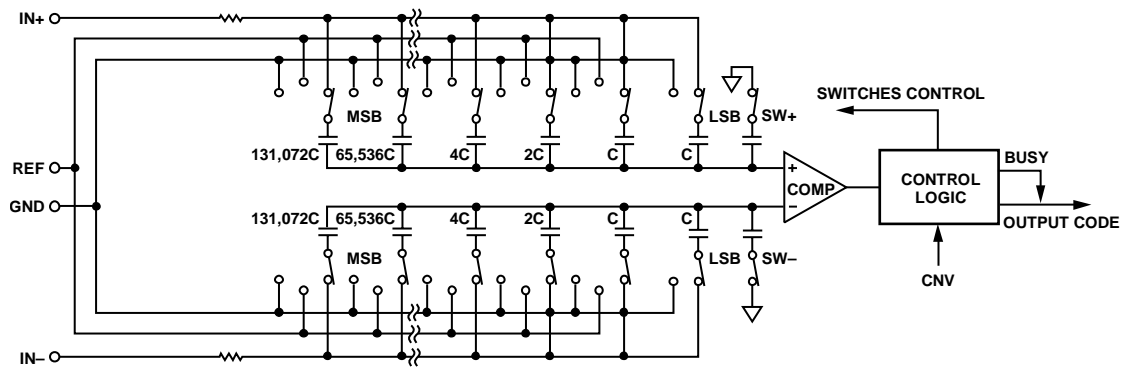 IN+
MSB
LSB
SW+
SWITCHES CONTROL
131,072C
65,536C
4C
2C
C
C
BUSY
REF
+
COMP
−
CONTROL
LOGIC
GND
OUTPUT CODE
131,072C
65,536C
4C
2C
C
C
MSB
LSB
SW−
CNV
IN−